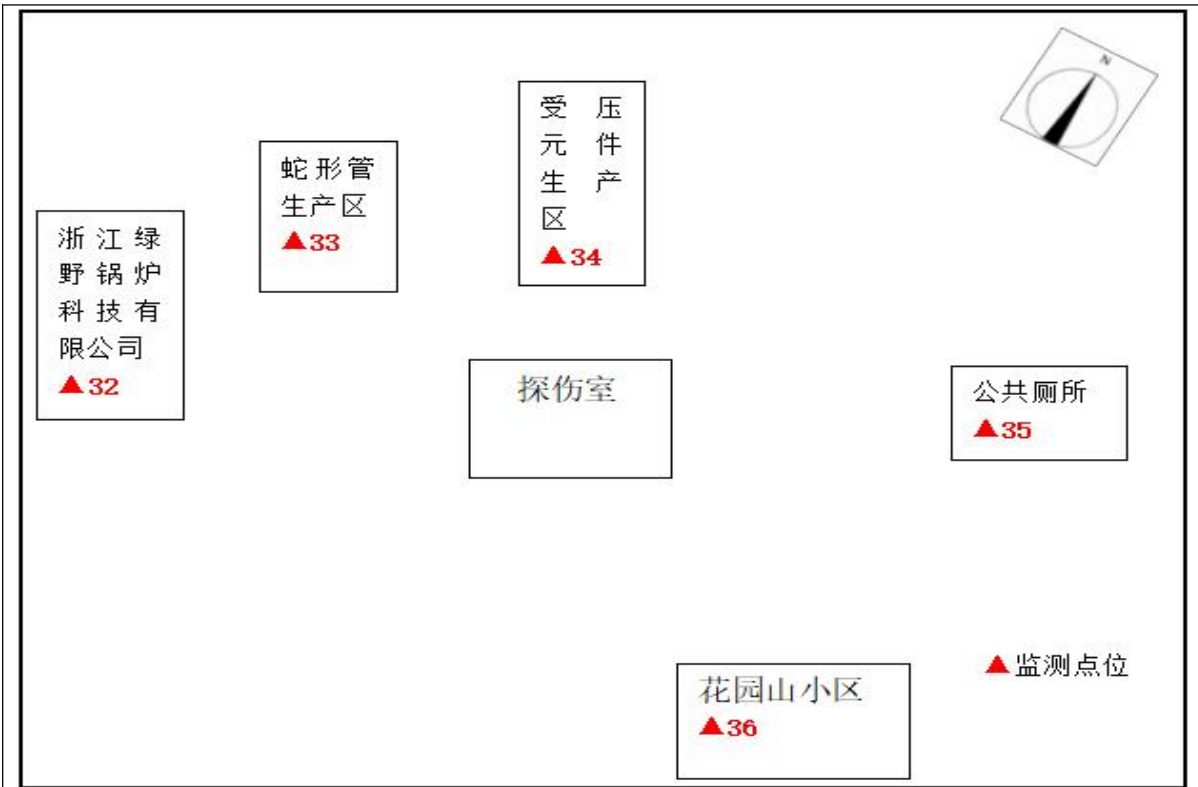 N
受压
元件
生产
区
▲34
蛇形管
生产区
▲33
浙江绿
野锅炉
科技有
限公司
▲32
探伤室
公共厕所
▲35
▲监测点位
花园山小区
▲36